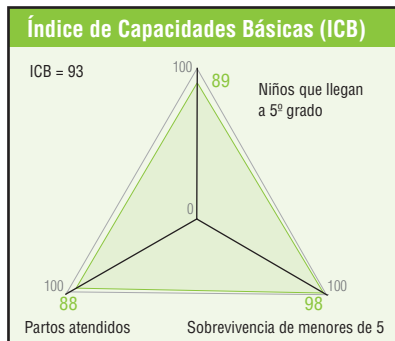 Índice de Capacidades Básicas (ICB)
ICB = 93
100
89
Niños que llegan
a 5º grado
0
100
88
100
98
Partos atendidos
Sobrevivencia de menores de 5